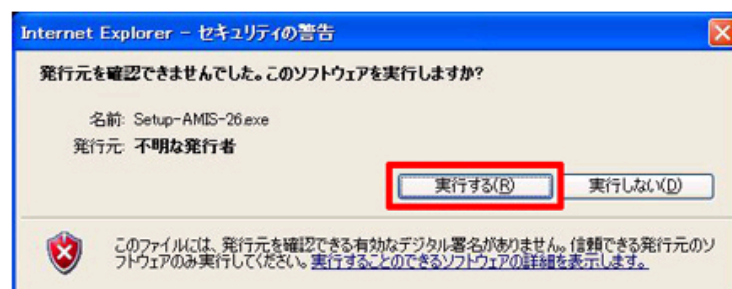 Internet Explorer - セキュリティの警告
発行元を確認できませんでした。このソフトウェアを実行しますか?
名前: Setup-AMIS-26.exe
発行元: 不明な発行者
実行する(R) 実行しない(D)
このファイルには、発行元を確認できる有効なデジタル署名がありません。信頼できる発行元のソ
フトウェアのみ実行してください。実行することのできるソフトウェアの詳細を表示します。